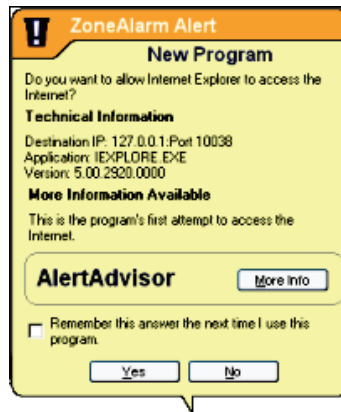 ZoneAlarm Alert
New Program
Do you want to allow Internet Explorer to access the
Internet?
Technical Information
Destination IP: 127.0.0.1:Port 10038
Application: IEXPLORE.EXE
Version: 5.00.2920.0000
More Information Available
This is the program's first attempt to access the
Internet.
AlertAdvisor
More Info
Remember this answer the next time I use this
program.
Yes No